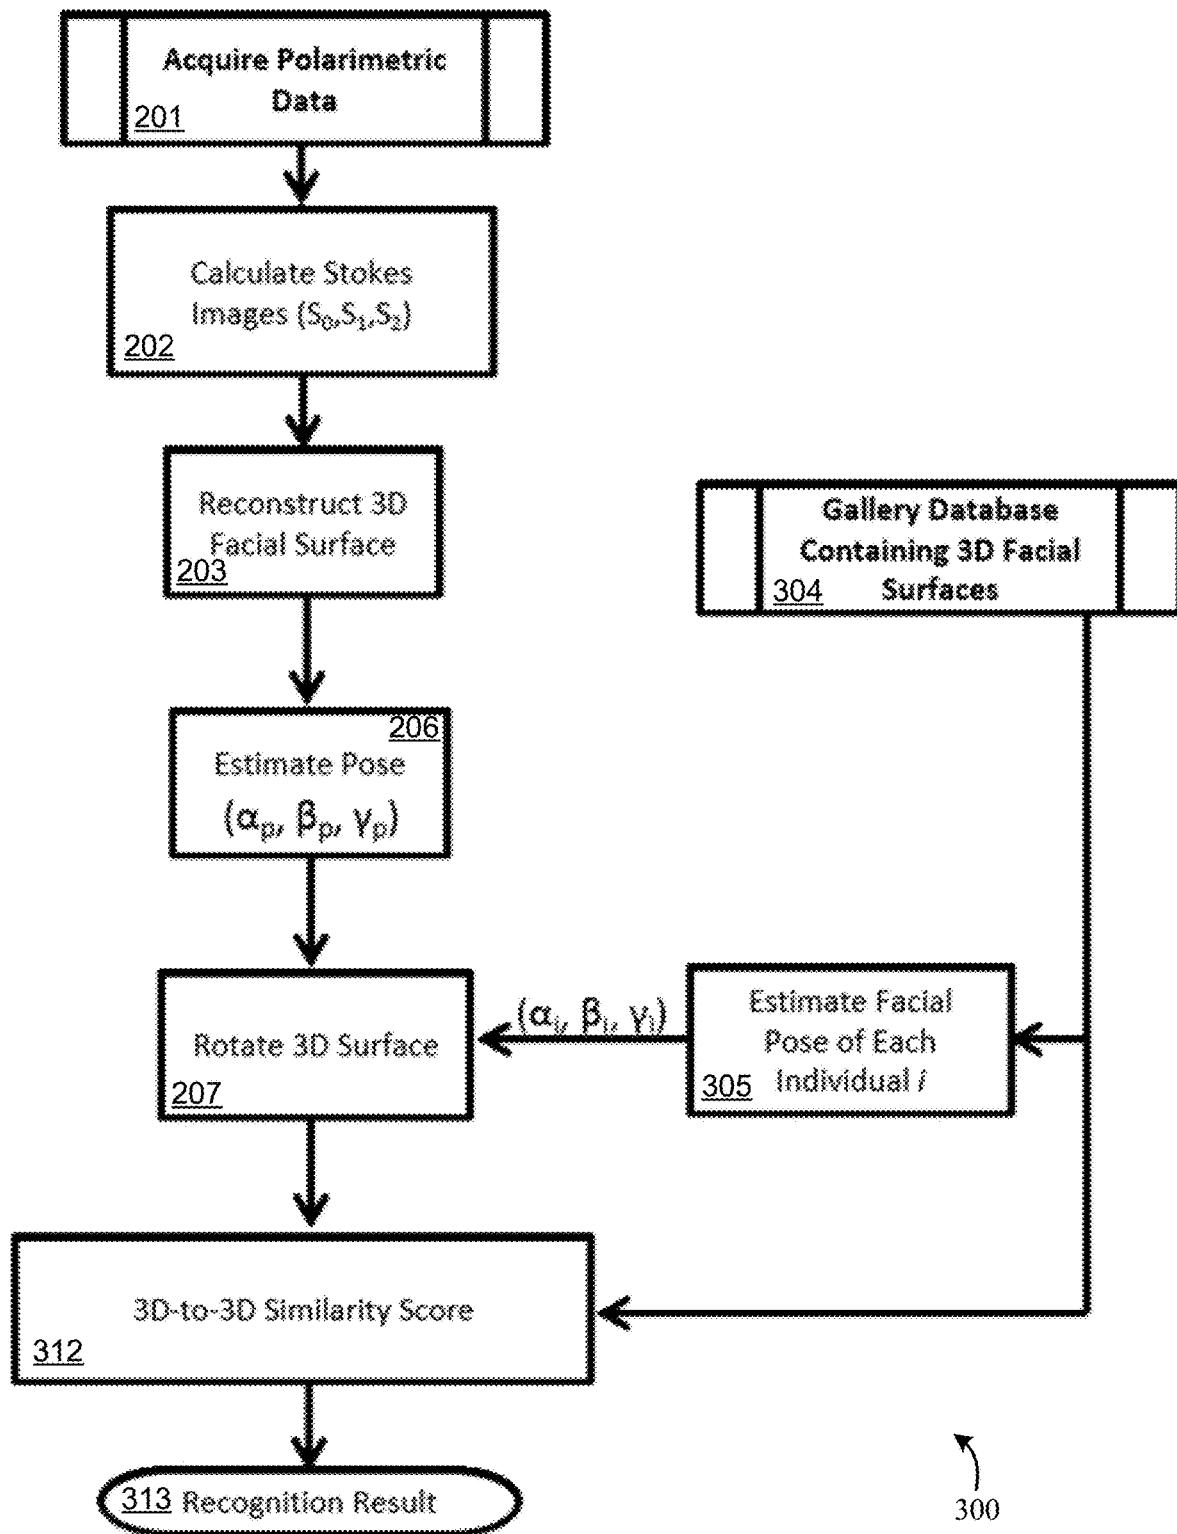 Acquire Polarimetric
Data
201
Calculate Stokes
Images (S₀,S₁,S₂)
202
Reconstruct 3D
Facial Surface
203
Gallery Database
Containing 3D Facial
Surfaces
304
206
Estimate Pose
(αₚ, βₚ, γₚ)
Rotate 3D Surface
207
(αᵢ, βᵢ, γᵢ)
Estimate Facial
Pose of Each
Individual i
305
3D-to-3D Similarity Score
312
313 Recognition Result
300